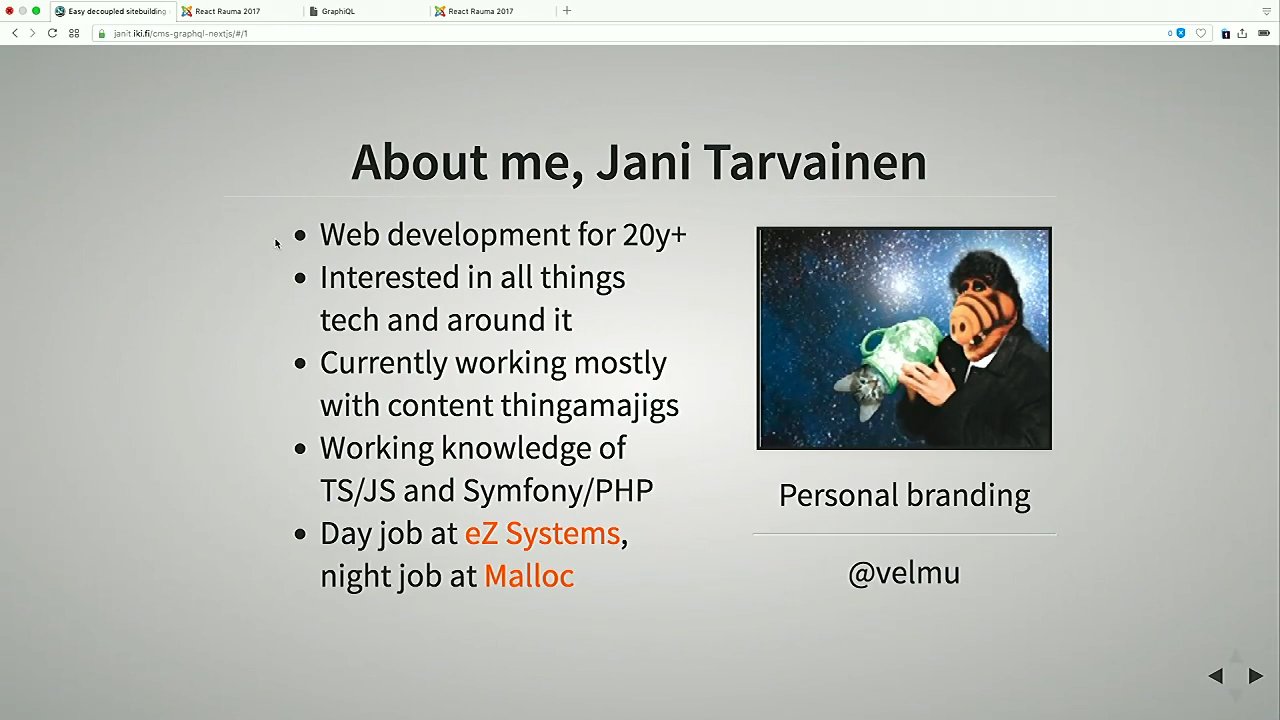 Easy decoupled sitebuilding
React Rauma 2017
GraphiQL
React Rauma 2017
janit.iki.fi/cms-graphql-nextjs/#/1
0
About me, Jani Tarvainen
Web development for 20y+
Interested in all things
tech and around it
Currently working mostly
with content thingamajigs
Working knowledge of
TS/JS and Symfony/PHP
Day job at eZ Systems,
night job at Malloc
Personal branding
@velmu